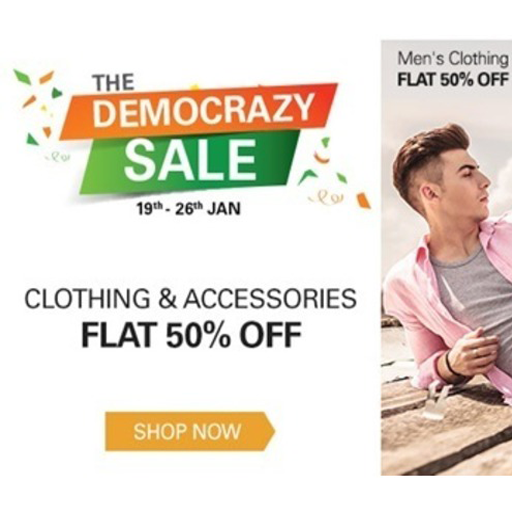 THE
DEMOCRAZY
SALE
19th - 26th JAN
CLOTHING & ACCESSORIES
FLAT 50% OFF
SHOP NOW
Men's Clothing
FLAT 50% OFF